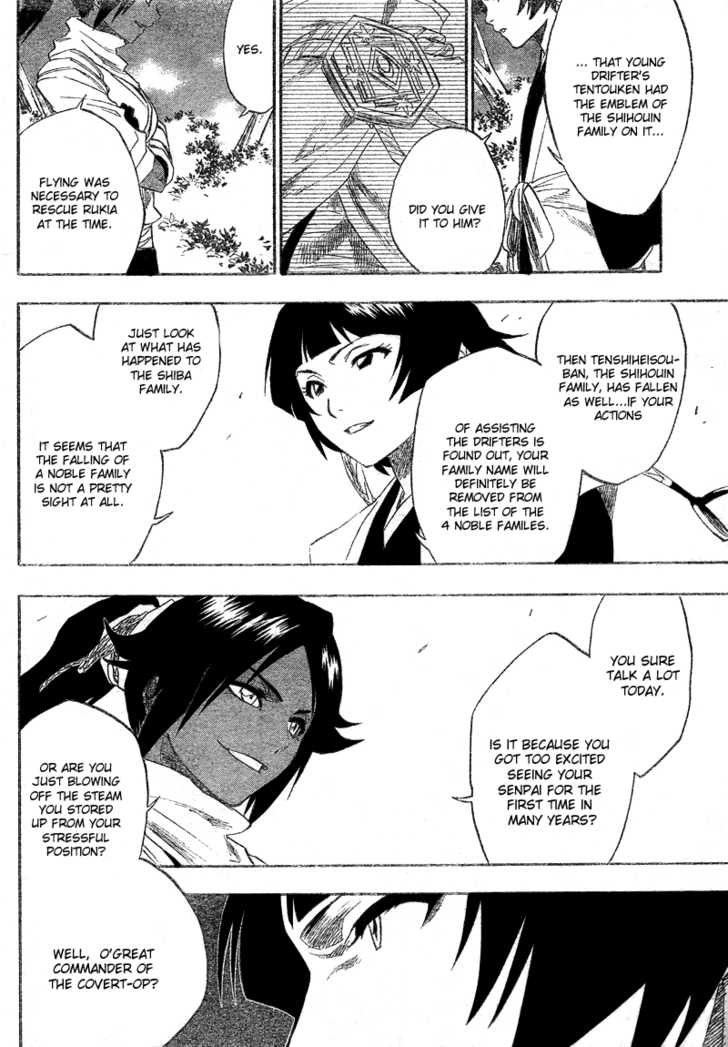 ... THAT YOUNG
DRIFTER'S
TENTOUKEN HAD
THE EMBLEM OF
THE SHIHOUIN
FAMILY ON IT...
DID YOU GIVE
IT TO HIM?
YES.
FLYING WAS
NECESSARY TO
RESCUE RUKIA
AT THE TIME.
THEN TENSHIHEISOU-
BAN, THE SHIHOUIN
FAMILY, HAS FALLEN
AS WELL...IF YOUR
ACTIONS
OF ASSISTING
THE DRIFTERS IS
FOUND OUT, YOUR
FAMILY NAME WILL
DEFINITELY BE
REMOVED FROM
THE LIST OF THE
4 NOBLE FAMILES.
JUST LOOK
AT WHAT HAS
HAPPENED TO
THE SHIBA
FAMILY.
IT SEEMS THAT
THE FALLING OF
A NOBLE FAMILY
IS NOT A PRETTY
SIGHT AT ALL.
YOU SURE
TALK A LOT
TODAY.
IS IT BECAUSE YOU
GOT TOO EXCITED
SEEING YOUR
SENPAI FOR THE
FIRST TIME IN
MANY YEARS?
OR ARE YOU
JUST BLOWING
OFF THE STEAM
YOU STORED
UP FROM YOUR
STRESSFUL
POSITION?
WELL, O'GREAT
COMMANDER OF
THE COVERT-OP?